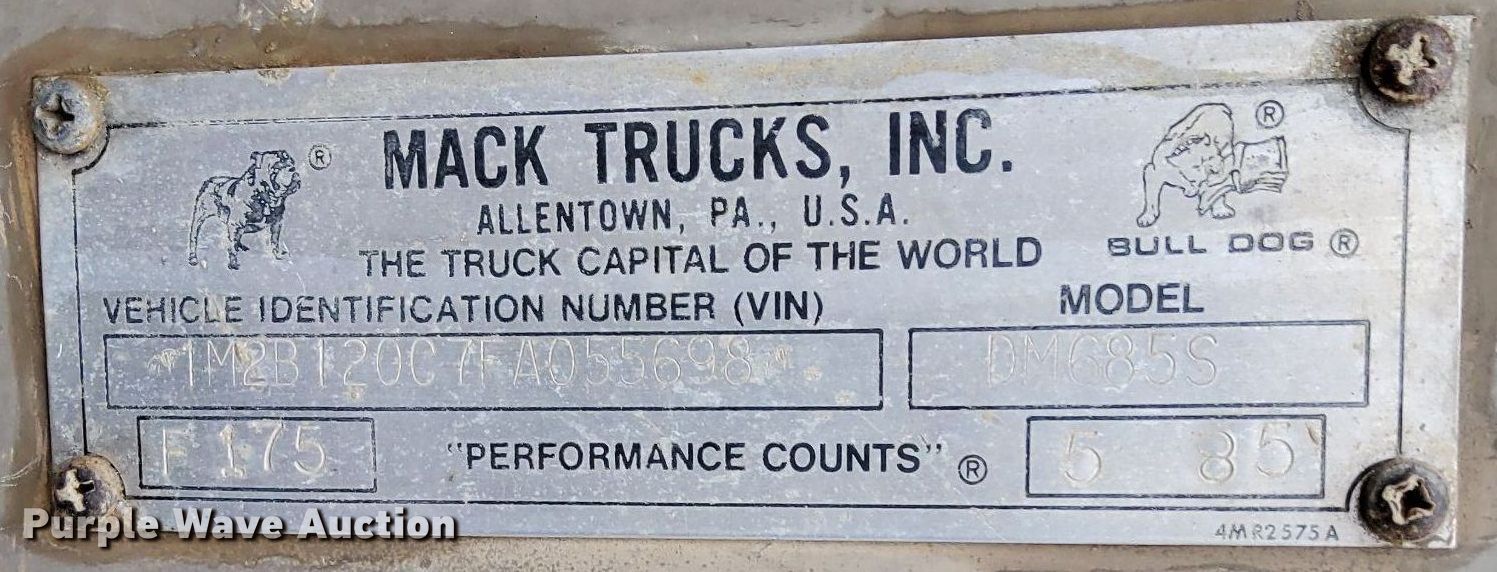 MACK TRUCKS, INC. ®
ALLENTOWN, PA., U.S.A.
THE TRUCK CAPITAL OF THE WORLD
® BULL DOG ®
VEHICLE IDENTIFICATION NUMBER (VIN)
MODEL
*1M2B120C7FA055698*
DM685S
F 175
"PERFORMANCE COUNTS" ®
5 85
4MR2575A
Purple Wave Auction